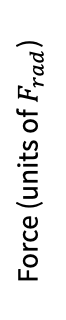 Force (units of F_rad)